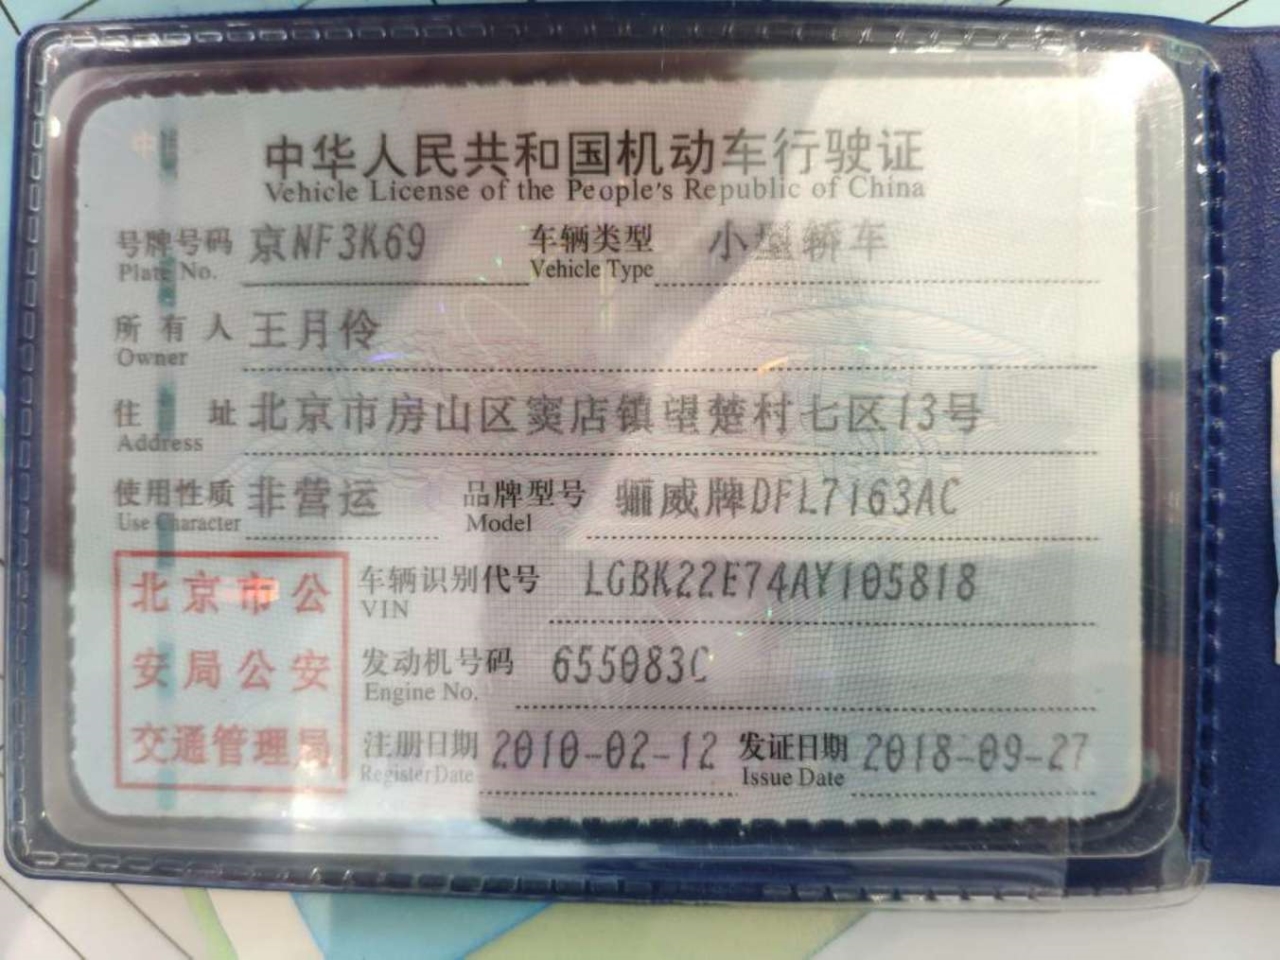 中华人民共和国机动车行驶证
Vehicle License of the People's Republic of China
号牌号码 京NF3K69 车辆类型 小型轿车
Plate No. Vehicle Type
所有人 王月伶
Owner
住址 北京市房山区窦店镇望楚村七区13号
Address
使用性质 非营运 品牌型号 骊威牌DFL7163AC
Use Character Model
北京市公
安局公安
交通管理局
车辆识别代号 LGBK22E74AY105818
VIN
发动机号码 655083C
Engine No.
注册日期 2010-02-12 发证日期 2018-09-27
Register Date Issue Date